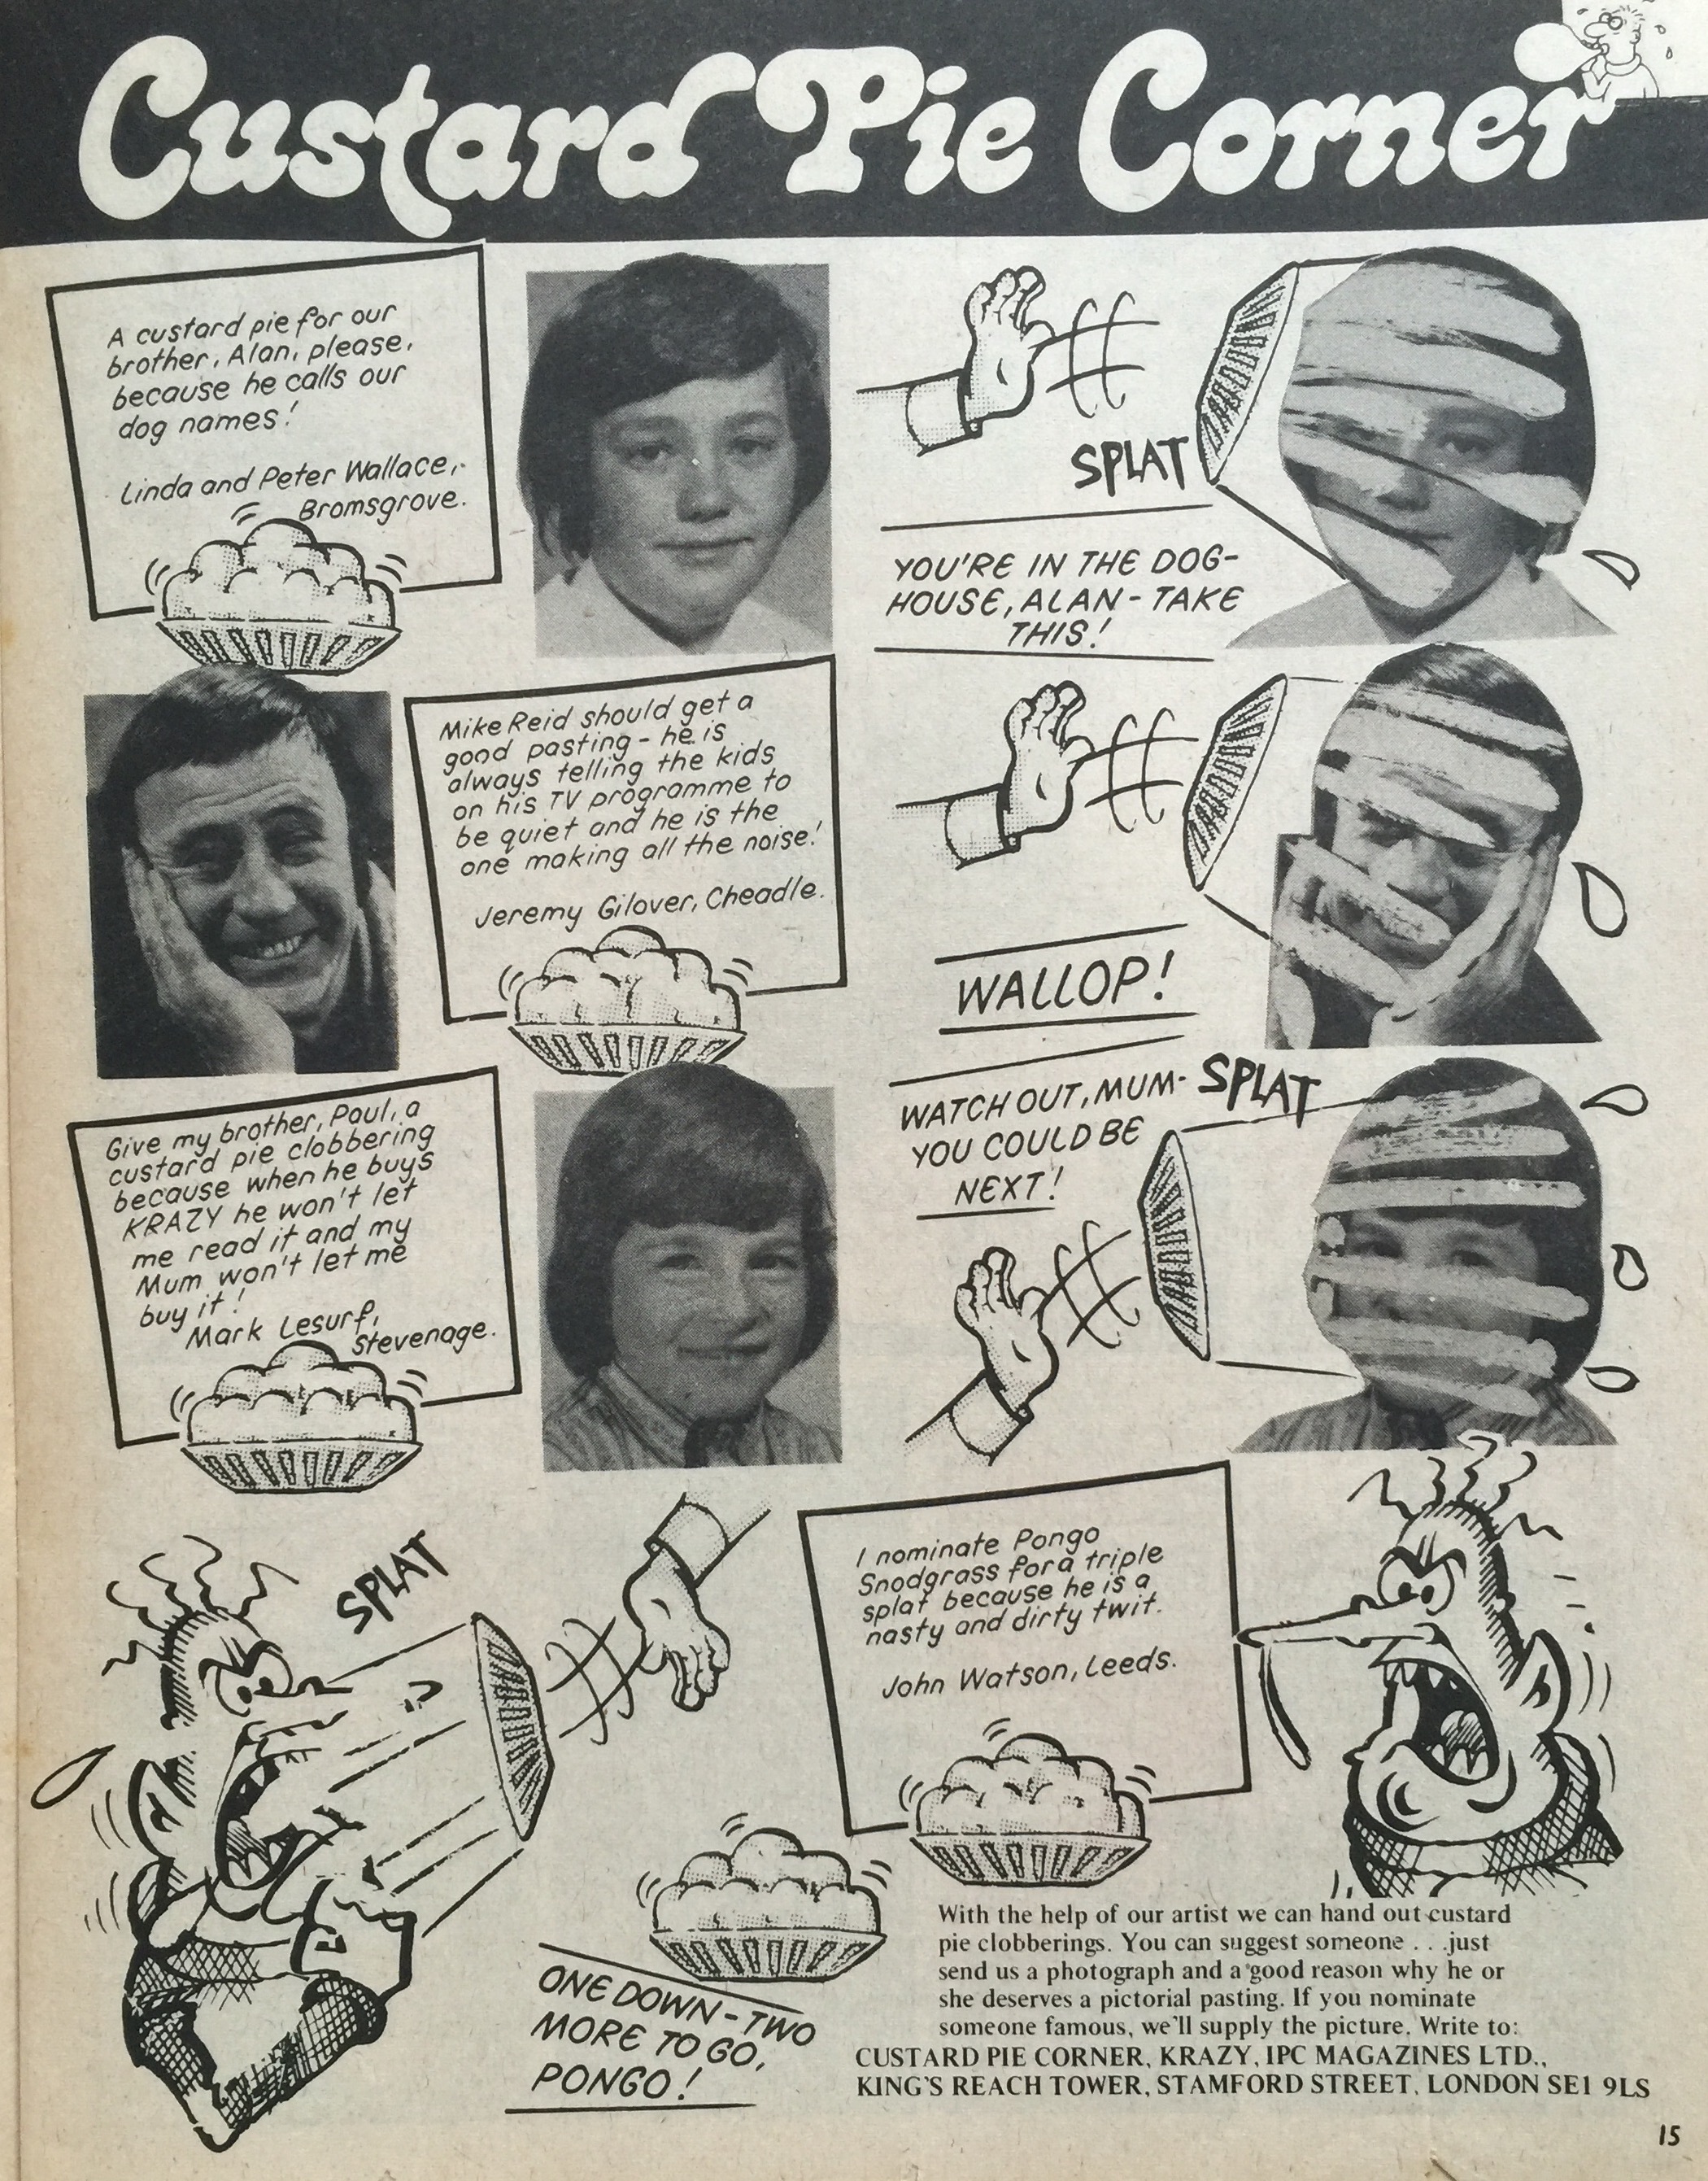 Custard Pie Corner
A custard pie for our
brother, Alan, please,
because he calls our
dog names!
Linda and Peter Wallace,
Bromsgrove.
SPLAT
YOU'RE IN THE DOG-
HOUSE, ALAN - TAKE
THIS!
Mike Reid should get a
good pasting - he is
always telling the kids
on his TV programme to
be quiet and he is the
one making all the noise!
Jeremy Gilover, Cheadle.
WALLOP!
Give my brother, Paul, a
custard pie clobbering
because when he buys
KRAZY he won't let
me read it and my
Mum won't let me
buy it!
Mark Lesurf,
Stevenage.
WATCH OUT, MUM-
YOU COULD BE
NEXT!
SPLAT
SPLAT
I nominate Pongo
Snodgrass for a triple
splat because he is a
nasty and dirty twit.
John Watson, Leeds.
ONE DOWN - TWO
MORE TO GO,
PONGO!
With the help of our artist we can hand out custard
pie clobberings. You can suggest someone . . .just
send us a photograph and a good reason why he or
she deserves a pictorial pasting. If you nominate
someone famous, we'll supply the picture. Write to:
CUSTARD PIE CORNER, KRAZY, IPC MAGAZINES LTD.,
KING'S REACH TOWER, STAMFORD STREET, LONDON SE1 9LS
15